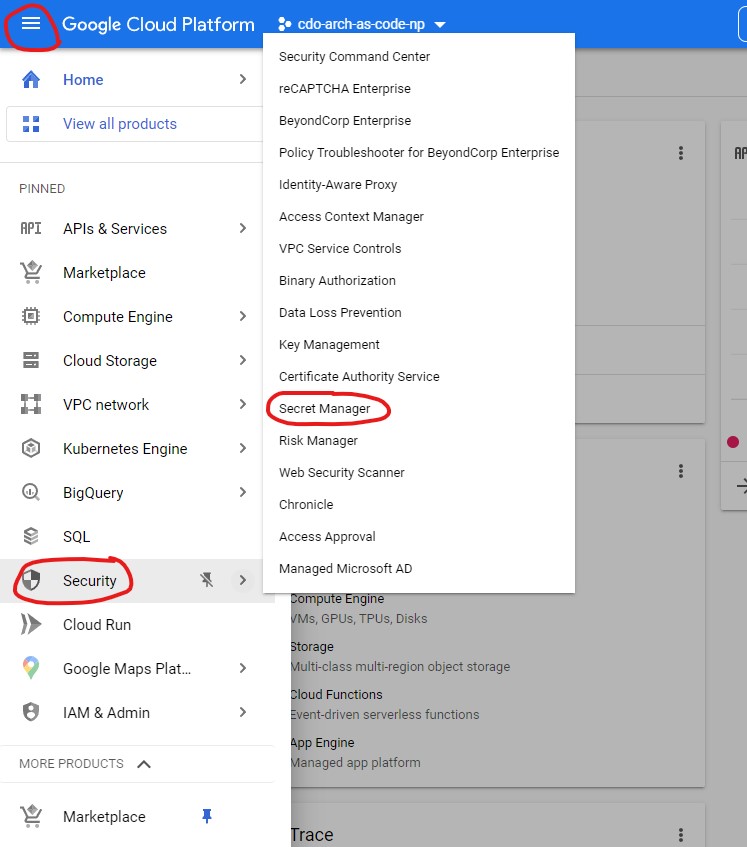 Google Cloud Platform
cdo-arch-as-code-np
Home
View all products
PINNED
API APIs & Services
Marketplace
Compute Engine
Cloud Storage
VPC network
Kubernetes Engine
BigQuery
SQL
Security
Cloud Run
Google Maps Plat...
IAM & Admin
MORE PRODUCTS
Marketplace
Security Command Center
reCAPTCHA Enterprise
BeyondCorp Enterprise
Policy Troubleshooter for BeyondCorp Enterprise
Identity-Aware Proxy
Access Context Manager
VPC Service Controls
Binary Authorization
Data Loss Prevention
Key Management
Certificate Authority Service
Secret Manager
Risk Manager
Web Security Scanner
Chronicle
Access Approval
Managed Microsoft AD
Compute Engine
VMs, GPUs, TPUs, Disks
Storage
Multi-class multi-region object storage
Cloud Functions
Event-driven serverless functions
App Engine
Managed app platform
Trace